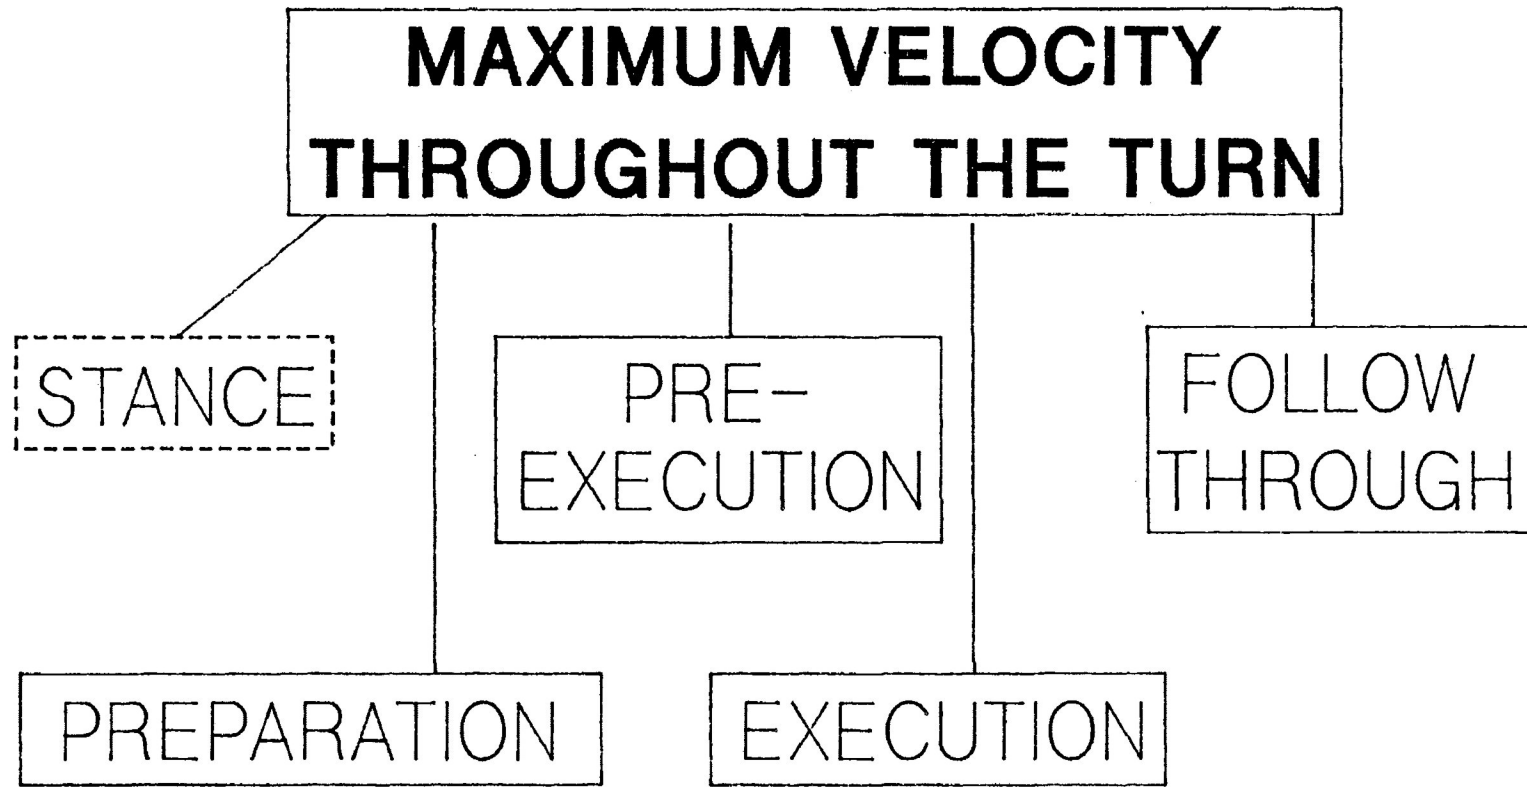 MAXIMUM VELOCITY
THROUGHOUT THE TURN
STANCE
PRE-
EXECUTION
FOLLOW
THROUGH
PREPARATION
EXECUTION